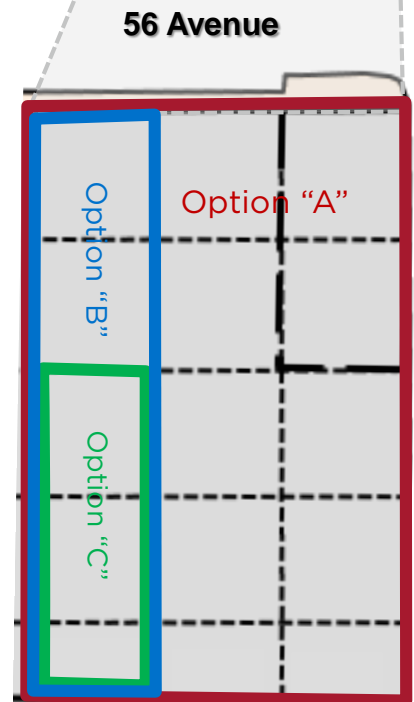 56 Avenue
Option “A”
Option “B”
Option “C”